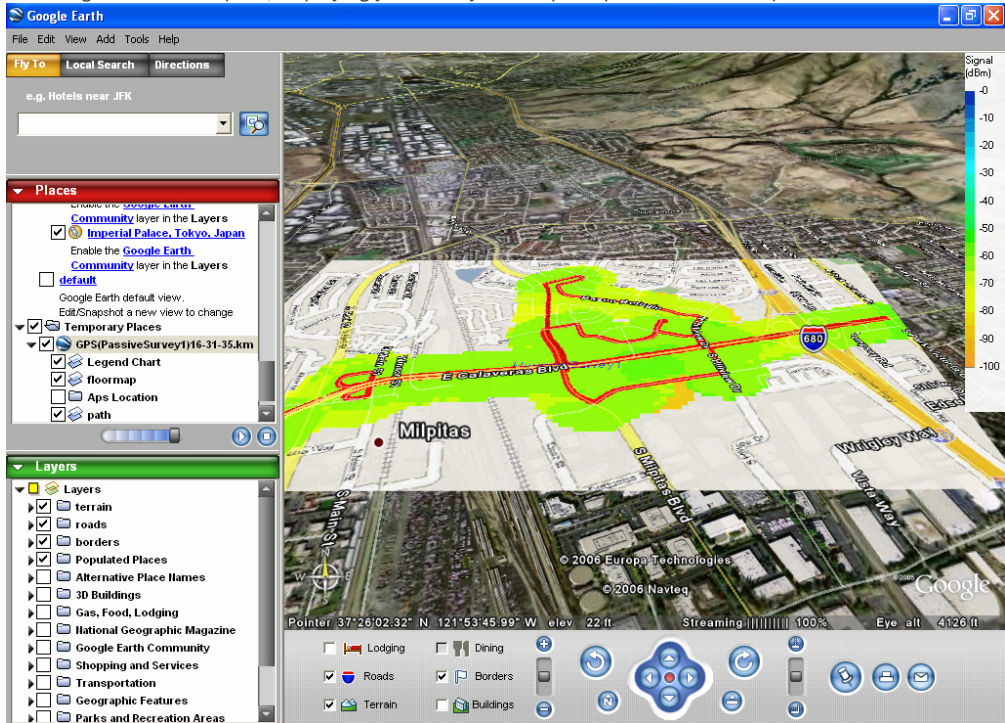 Google Earth
File Edit View Add Tools Help
Fly To Local Search Directions
e.g. Hotels near JFK
Places
Enable the Google Earth
Community layer in the Layers
Imperial Palace, Tokyo, Japan
Enable the Google Earth
Community layer in the Layers
default
Google Earth default view.
Edit/Snapshot a new view to change
Temporary Places
GPS(PassiveSurvey1)16-31-35.km
Legend Chart
floormap
Aps Location
path
Layers
Layers
terrain
roads
borders
Populated Places
Alternative Place Names
3D Buildings
Gas, Food, Lodging
National Geographic Magazine
Google Earth Community
Shopping and Services
Transportation
Geographic Features
Parks and Recreation Areas
Signal
(dBm)
-0
-10
-20
-30
-40
-50
-60
-70
-80
-90
-100
680
E Calaveras Blvd
Milpitas
Wrigley Way
S Milpitas Blvd
Vista-Way
S-Main-St
W
© 2006 Europa Technologies
© 2006 Navteq
Google
Pointer 37°26'02.32" N 121°53'45.99" W elev 22 ft Streaming 100% Eye alt 4126 ft
Lodging Dining
Roads Borders
Terrain Buildings
N